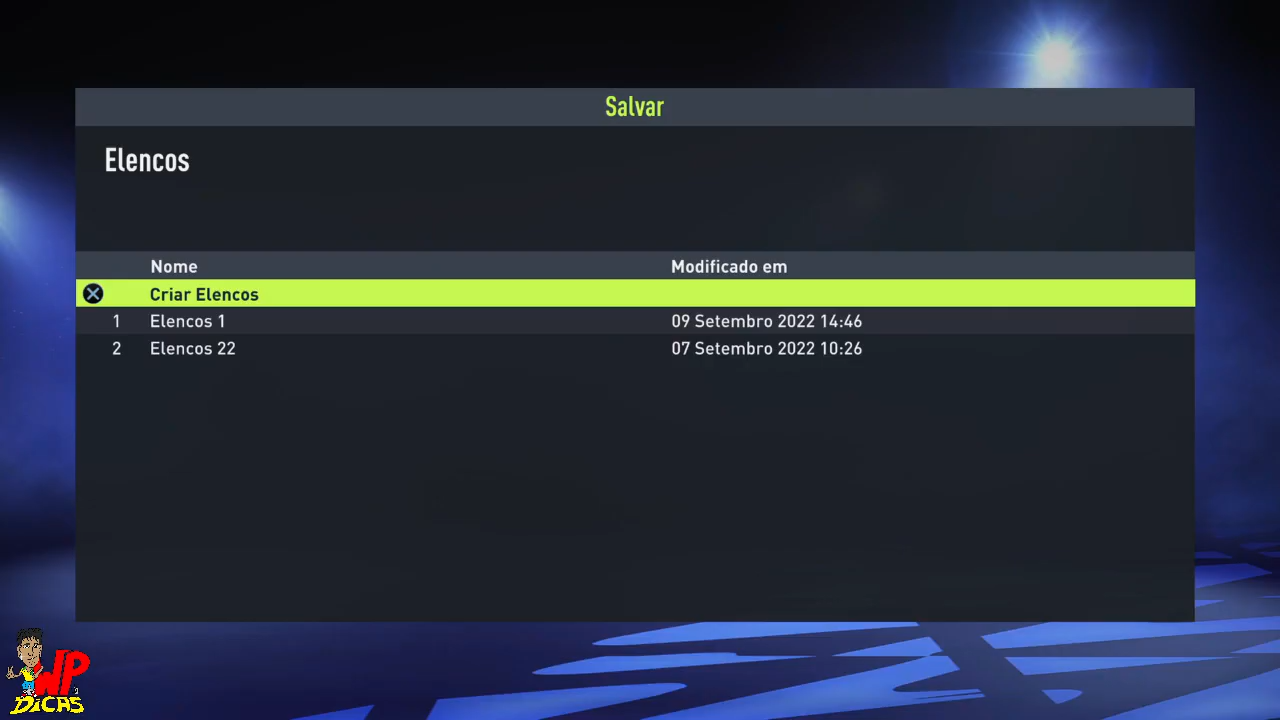 Salvar
Elencos
Nome Modificado em
Criar Elencos
1 Elencos 1 09 Setembro 2022 14:46
2 Elencos 22 07 Setembro 2022 10:26
WP
DICAS